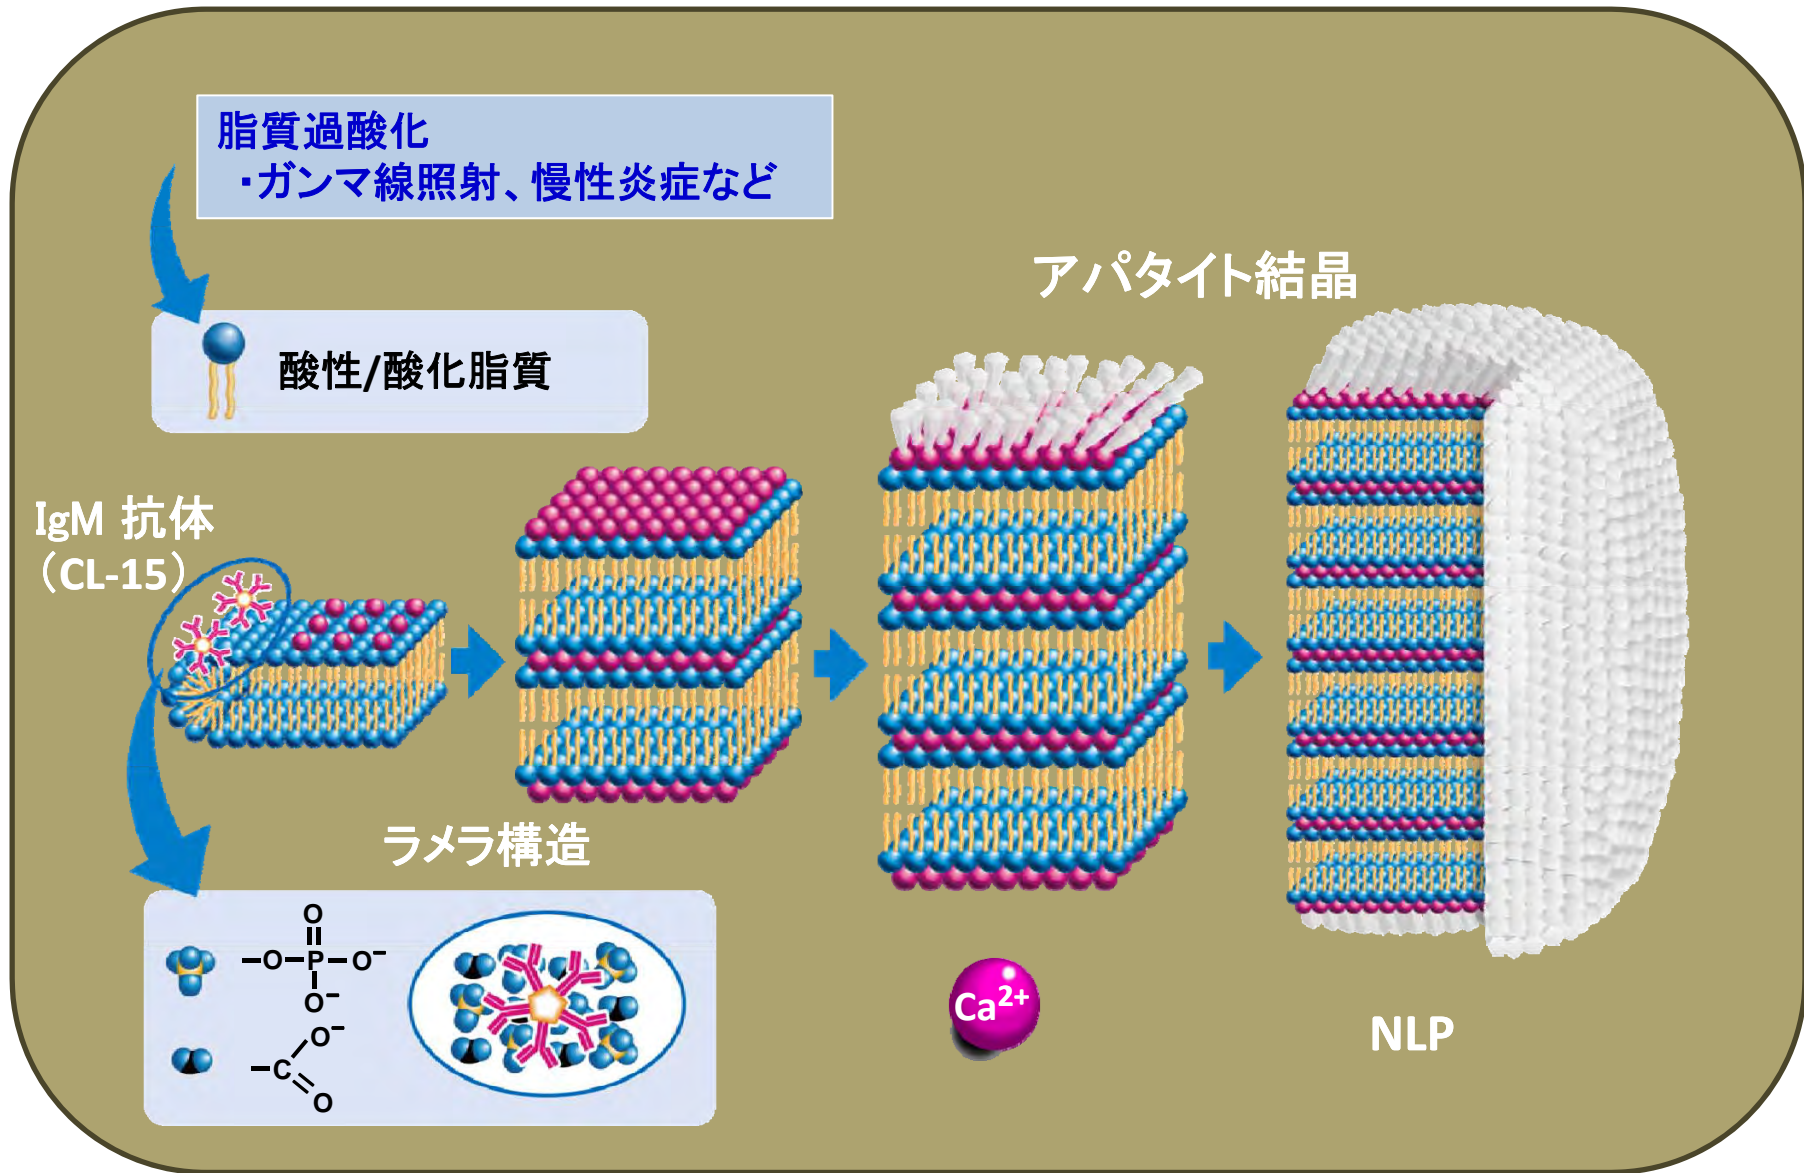 脂質過酸化
・ガンマ線照射、慢性炎症など
アパタイト結晶
酸性/酸化脂質
IgM 抗体
（CL-15）
ラメラ構造
O
－O－P－O⁻
O⁻
O⁻
－C
O
Ca²⁺
NLP